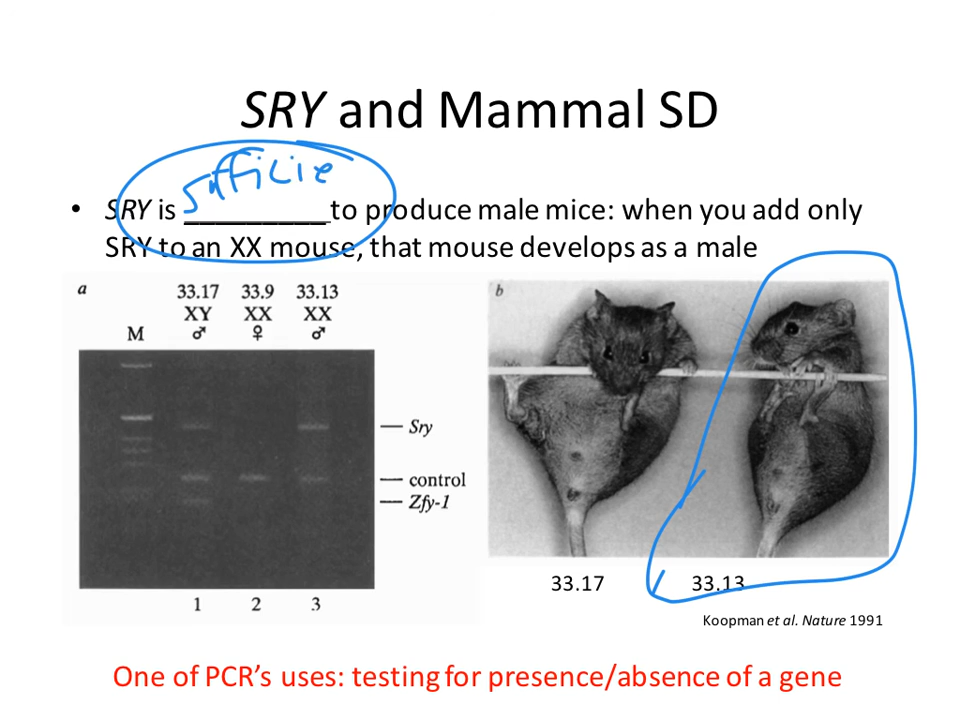 SRY and Mammal SD
sufficie
• SRY is _________ to produce male mice: when you add only
SRY to an XX mouse, that mouse develops as a male
a
33.17 33.9 33.13
XY XX XX
M ♂ ♀ ♂
Sry
control
Zfy-1
1 2 3
b
33.17 33.13
Koopman et al. Nature 1991
One of PCR's uses: testing for presence/absence of a gene